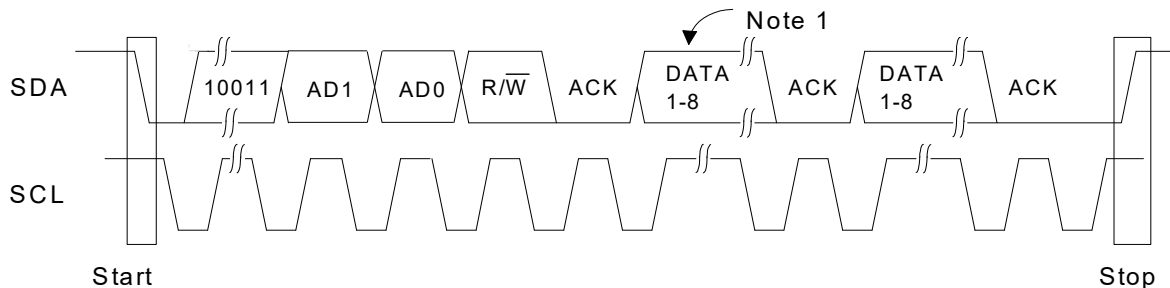 Note 1
SDA
10011
AD1
AD0
R/W̅
ACK
DATA
1-8
ACK
DATA
1-8
ACK
SCL
Start
Stop